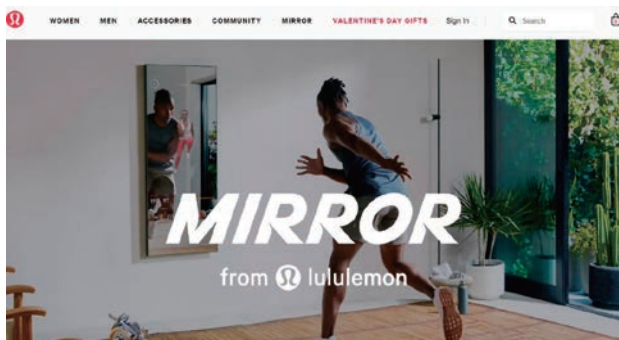 WOMEN MEN ACCESSORIES COMMUNITY MIRROR VALENTINE'S DAY GIFTS Sign In Search
MIRROR
from lululemon